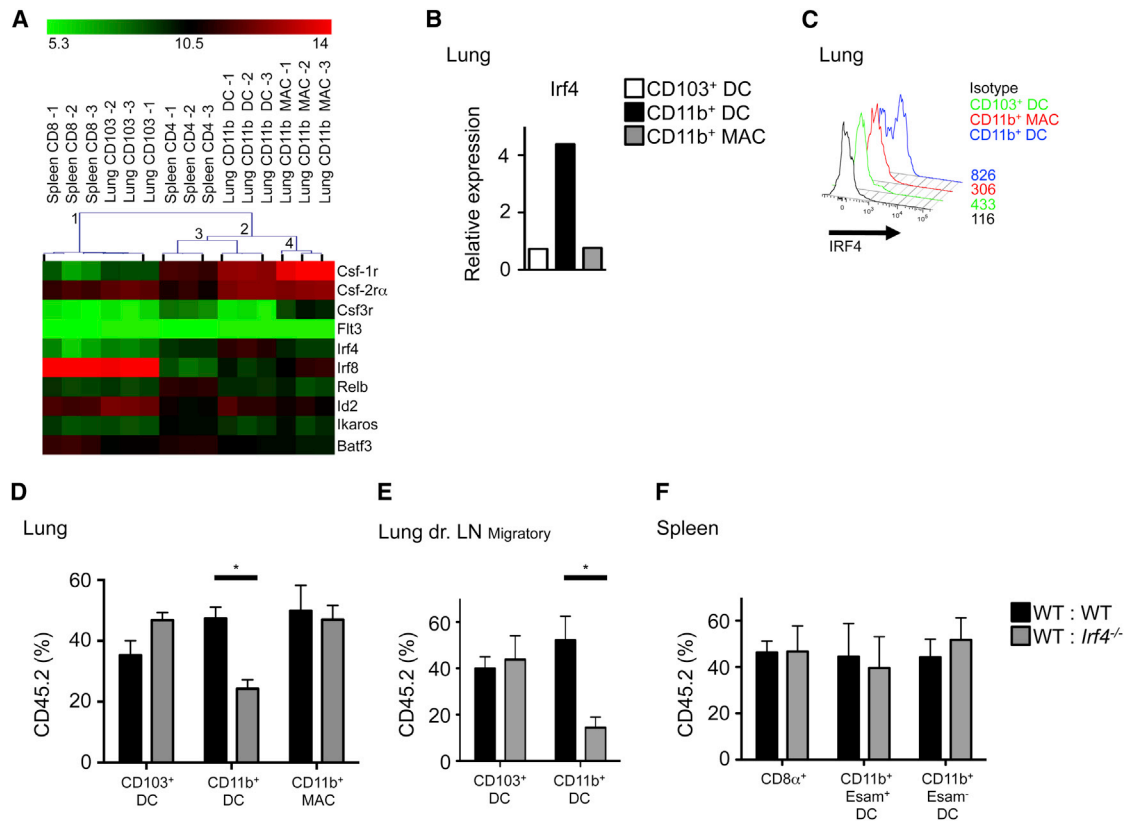 A
5.3 10.5 14
Spleen CD8 -1
Spleen CD8 -2
Spleen CD8 -3
Lung CD103 -2
Lung CD103 -3
Lung CD103 -1
Spleen CD4 -1
Spleen CD4 -2
Spleen CD4 -3
Lung CD11b DC -1
Lung CD11b DC -2
Lung CD11b DC -3
Lung CD11b MAC -1
Lung CD11b MAC -2
Lung CD11b MAC -3
1
2
3
4
Csf-1r
Csf-2rα
Csf3r
Flt3
Irf4
Irf8
Relb
Id2
Ikaros
Batf3
B
Lung
Irf4
Relative expression
4
2
0
CD103⁺ DC
CD11b⁺ DC
CD11b⁺ MAC
C
Lung
Isotype
CD103⁺ DC
CD11b⁺ MAC
CD11b⁺ DC
826
306
433
116
0 10³ 10⁴ 10⁵
IRF4
D
Lung
*
CD45.2 (%)
60
40
20
0
CD103⁺ DC
CD11b⁺ DC
CD11b⁺ MAC
E
Lung dr. LN Migratory
*
CD45.2 (%)
60
40
20
0
CD103⁺ DC
CD11b⁺ DC
F
Spleen
CD45.2 (%)
60
40
20
0
CD8α⁺
CD11b⁺ Esam⁺ DC
CD11b⁺ Esam⁻ DC
WT : WT
WT : Irf4⁻/⁻